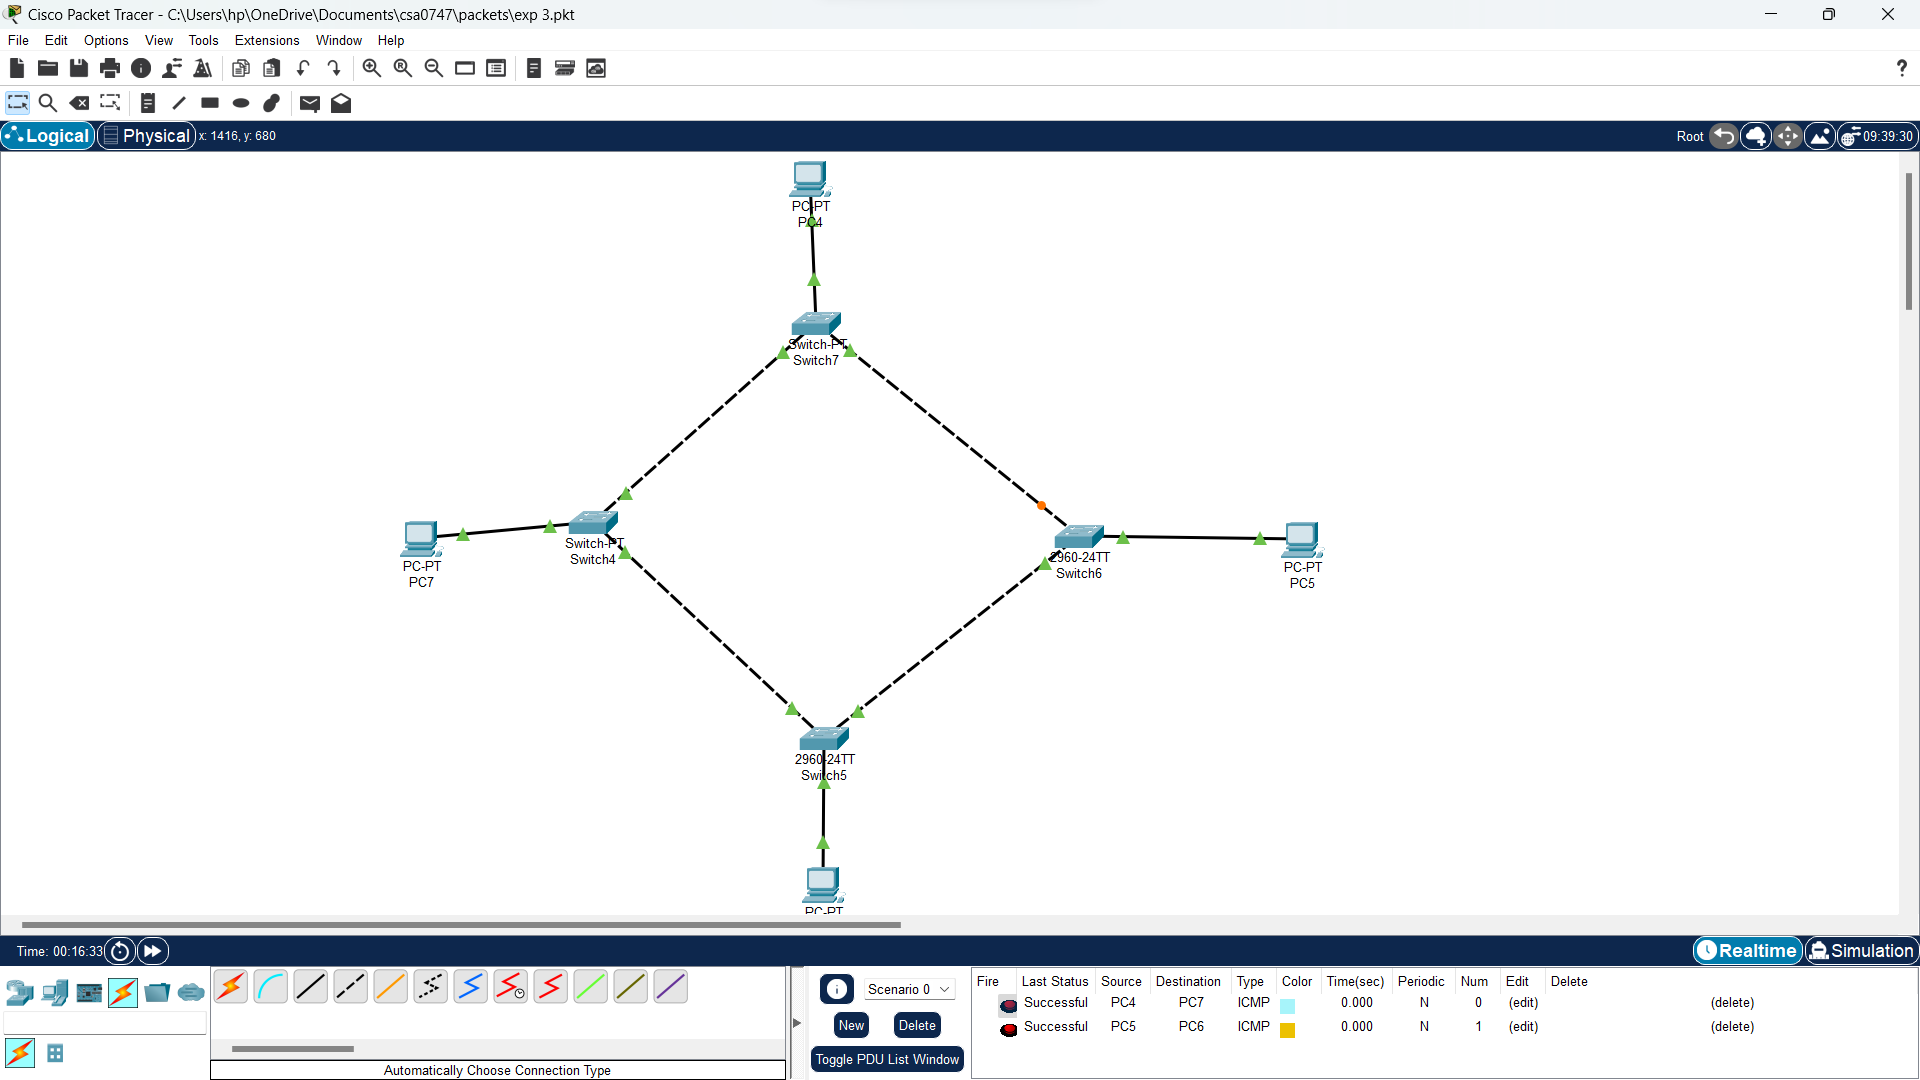 Cisco Packet Tracer - C:\Users\hp\OneDrive\Documents\csa0747\packets\exp 3.pkt
File Edit Options View Tools Extensions Window Help
?
Logical Physical x: 1416, y: 680 Root 09:39:30
PC-PT
PC4
Switch-PT
Switch7
PC-PT
PC7
Switch-PT
Switch4
2960-24TT
Switch6
PC-PT
PC5
2960-24TT
Switch5
PC-PT
Time: 00:16:33 Realtime Simulation
Scenario 0
New Delete
Toggle PDU List Window
Fire Last Status Source Destination Type Color Time(sec) Periodic Num Edit Delete
Successful PC4 PC7 ICMP 0.000 N 0 (edit) (delete)
Successful PC5 PC6 ICMP 0.000 N 1 (edit) (delete)
Automatically Choose Connection Type